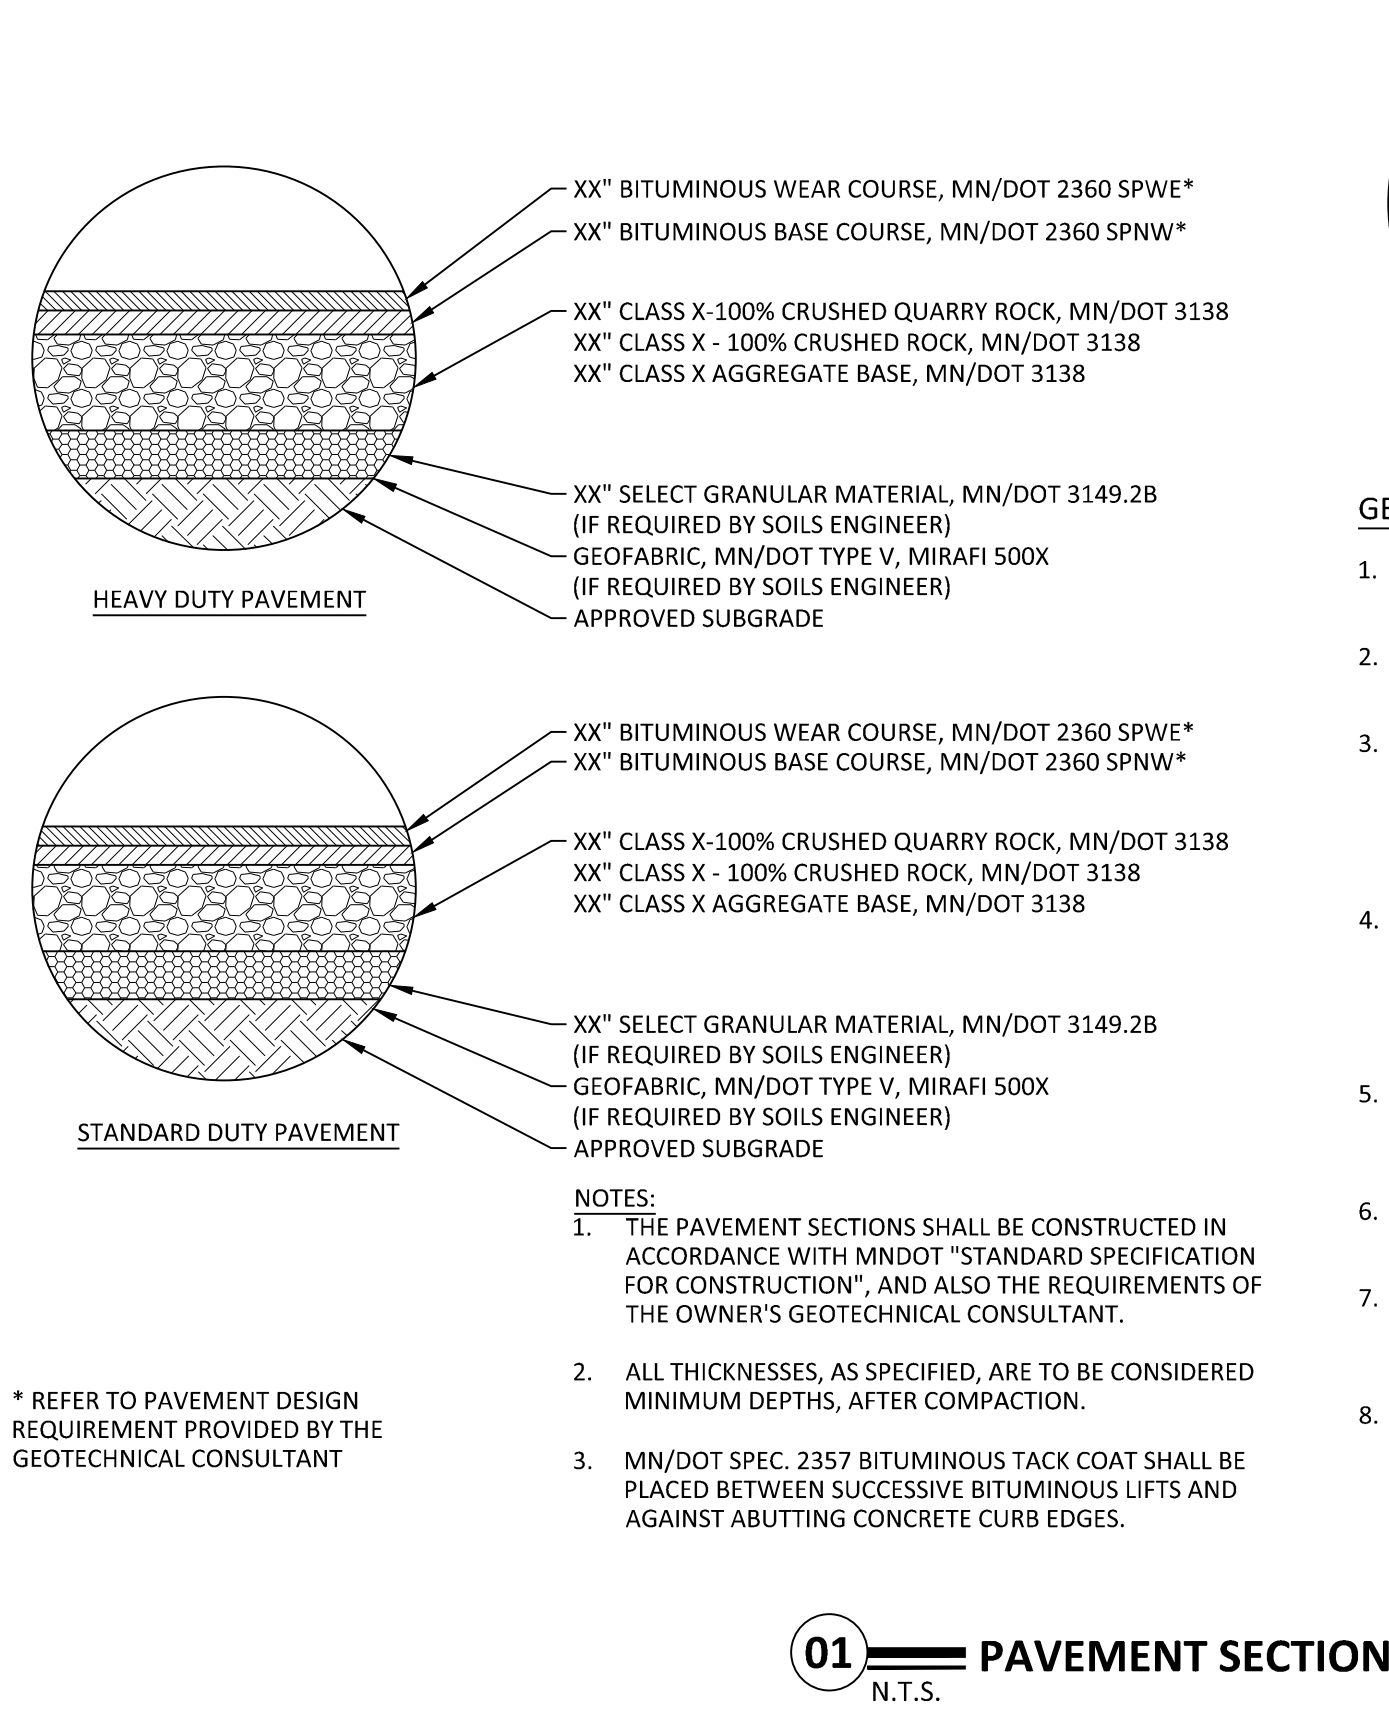 XX" BITUMINOUS WEAR COURSE, MN/DOT 2360 SPWE*
XX" BITUMINOUS BASE COURSE, MN/DOT 2360 SPNW*
XX" CLASS X-100% CRUSHED QUARRY ROCK, MN/DOT 3138
XX" CLASS X - 100% CRUSHED ROCK, MN/DOT 3138
XX" CLASS X AGGREGATE BASE, MN/DOT 3138
XX" SELECT GRANULAR MATERIAL, MN/DOT 3149.2B
(IF REQUIRED BY SOILS ENGINEER)
GEOFABRIC, MN/DOT TYPE V, MIRAFI 500X
(IF REQUIRED BY SOILS ENGINEER)
APPROVED SUBGRADE
HEAVY DUTY PAVEMENT
XX" BITUMINOUS WEAR COURSE, MN/DOT 2360 SPWE*
XX" BITUMINOUS BASE COURSE, MN/DOT 2360 SPNW*
XX" CLASS X-100% CRUSHED QUARRY ROCK, MN/DOT 3138
XX" CLASS X - 100% CRUSHED ROCK, MN/DOT 3138
XX" CLASS X AGGREGATE BASE, MN/DOT 3138
XX" SELECT GRANULAR MATERIAL, MN/DOT 3149.2B
(IF REQUIRED BY SOILS ENGINEER)
GEOFABRIC, MN/DOT TYPE V, MIRAFI 500X
(IF REQUIRED BY SOILS ENGINEER)
APPROVED SUBGRADE
STANDARD DUTY PAVEMENT
NOTES:
1. THE PAVEMENT SECTIONS SHALL BE CONSTRUCTED IN
ACCORDANCE WITH MNDOT "STANDARD SPECIFICATION
FOR CONSTRUCTION", AND ALSO THE REQUIREMENTS OF
THE OWNER'S GEOTECHNICAL CONSULTANT.
2. ALL THICKNESSES, AS SPECIFIED, ARE TO BE CONSIDERED
MINIMUM DEPTHS, AFTER COMPACTION.
3. MN/DOT SPEC. 2357 BITUMINOUS TACK COAT SHALL BE
PLACED BETWEEN SUCCESSIVE BITUMINOUS LIFTS AND
AGAINST ABUTTING CONCRETE CURB EDGES.
* REFER TO PAVEMENT DESIGN
REQUIREMENT PROVIDED BY THE
GEOTECHNICAL CONSULTANT
01 PAVEMENT SECTION
N.T.S.
1.
2.
3.
4.
5.
6.
7.
8.